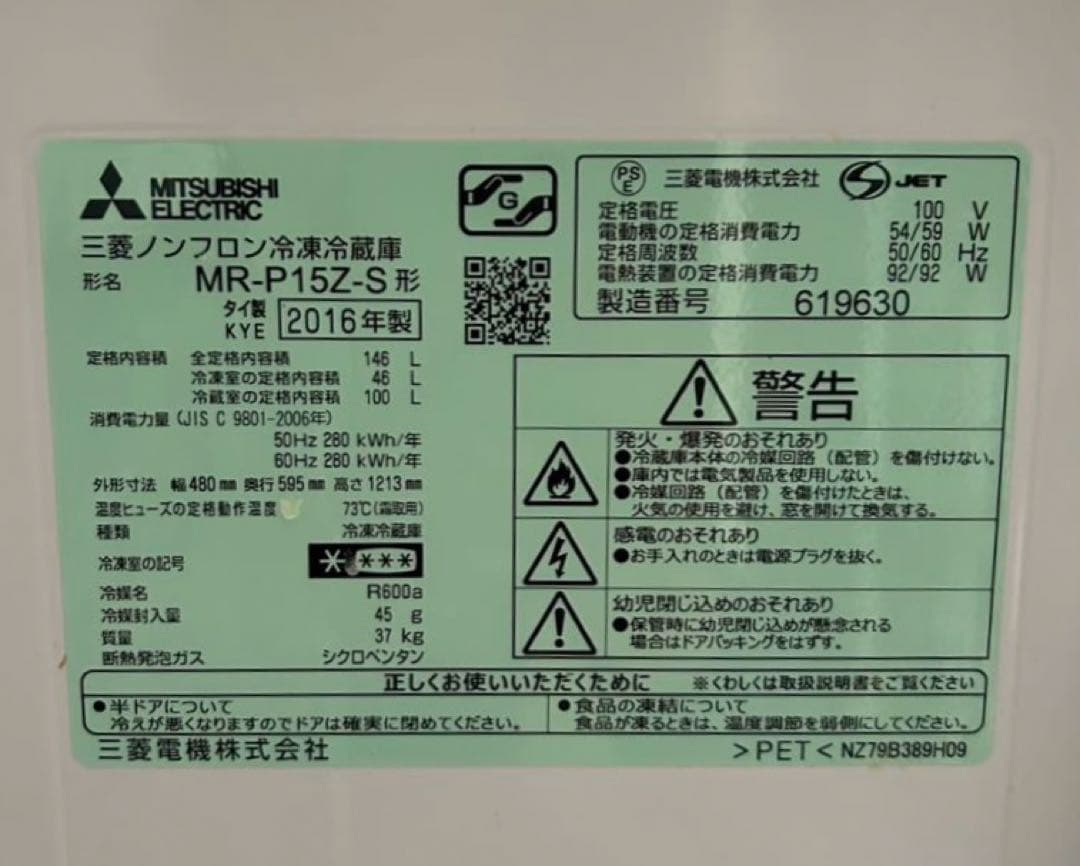 MITSUBISHI
ELECTRIC
三菱ノンフロン冷凍冷蔵庫
形名 MR-P15Z-S形
タイ製
KYE 2016年製
定格内容積 全定格内容積 146 L
冷凍室の定格内容積 46 L
冷蔵室の定格内容積 100 L
消費電力量(JIS C 9801-2006年)
50Hz 280 kWh/年
60Hz 280 kWh/年
外形寸法 幅480mm 奥行595mm 高さ1213mm
温度ヒューズの定格動作温度 73℃(霜取用)
種類 冷凍冷蔵庫
冷凍室の記号 ****
冷媒名 R600a
冷媒封入量 45 g
質量 37 kg
断熱発泡ガス シクロペンタン
G
PSE 三菱電機株式会社 S JET
定格電圧 100 V
電動機の定格消費電力 54/59 W
定格周波数 50/60 Hz
電熱装置の定格消費電力 92/92 W
製造番号 619630
警告
発火・爆発のおそれあり
●冷蔵庫本体の冷媒回路(配管)を傷付けない。
●庫内では電気製品を使用しない。
●冷媒回路(配管)を傷付けたときは、
火気の使用を避け、窓を開けて換気する。
感電のおそれあり
●お手入れのときは電源プラグを抜く。
幼児閉じ込めのおそれあり
●保管時に幼児閉じ込めが懸念される
場合はドアパッキングをはずす。
正しくお使いいただくために ※くわしくは取扱説明書をご覧ください
●半ドアについて
冷えが悪くなりますのでドアは確実に閉めてください。
●食品の凍結について
食品が凍るときは、温度調節を弱側にしてください。
三菱電機株式会社
>PET< NZ79B389H09